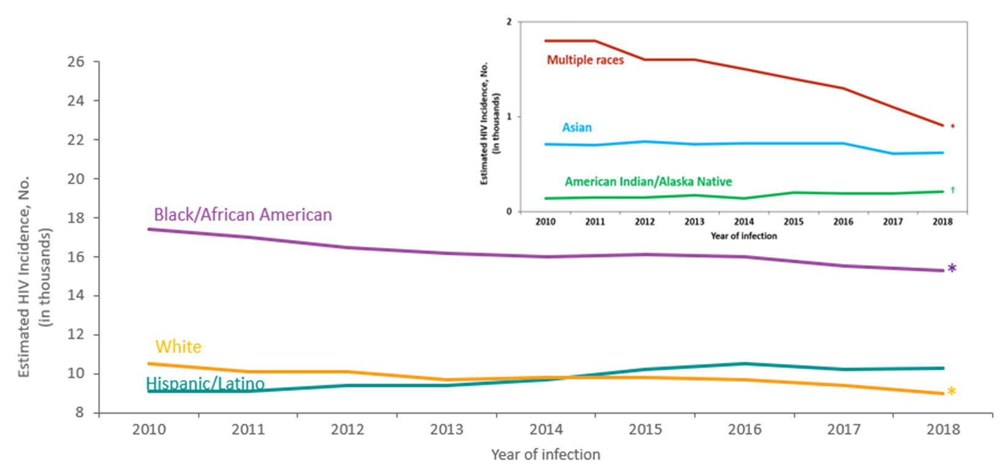 Estimated HIV Incidence, No.
(in thousands)
26
24
22
20
18
16
14
12
10
8
Black/African American
*
White
Hispanic/Latino
*
2010 2011 2012 2013 2014 2015 2016 2017 2018
Year of infection
Estimated HIV Incidence, No.
(in thousands)
2
1
0
Multiple races
*
Asian
American Indian/Alaska Native
†
2010 2011 2012 2013 2014 2015 2016 2017 2018
Year of infection